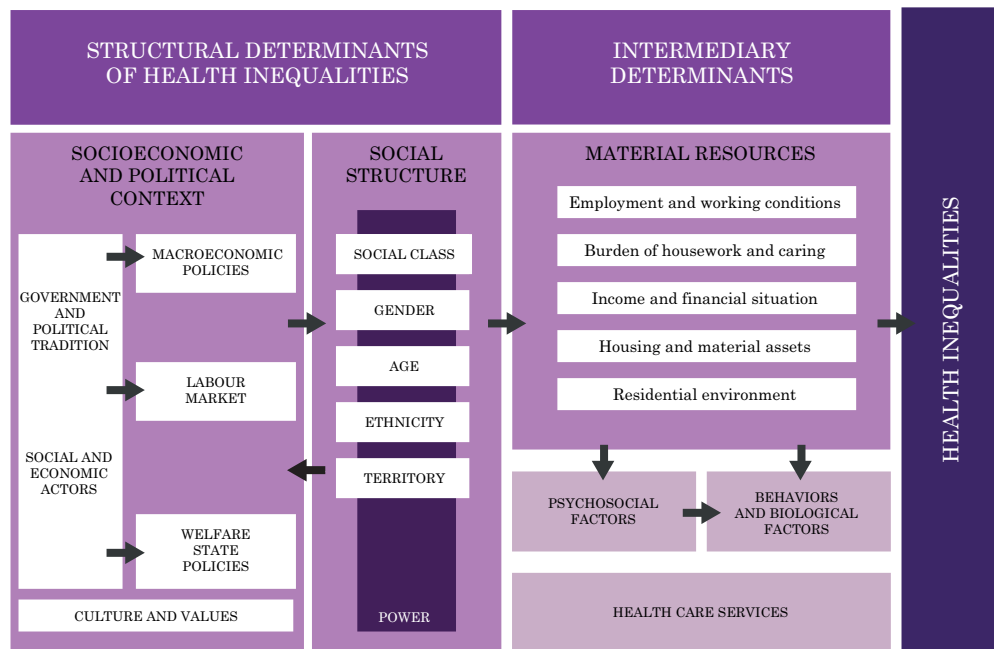 STRUCTURAL DETERMINANTS
OF HEALTH INEQUALITIES
INTERMEDIARY
DETERMINANTS
SOCIOECONOMIC
AND POLITICAL
CONTEXT
GOVERNMENT
AND
POLITICAL
TRADITION
SOCIAL AND
ECONOMIC
ACTORS
MACROECONOMIC
POLICIES
LABOUR
MARKET
WELFARE
STATE
POLICIES
CULTURE AND VALUES
SOCIAL
STRUCTURE
SOCIAL CLASS
GENDER
AGE
ETHNICITY
TERRITORY
POWER
MATERIAL RESOURCES
Employment and working conditions
Burden of housework and caring
Income and financial situation
Housing and material assets
Residential environment
PSYCHOSOCIAL
FACTORS
BEHAVIORS
AND BIOLOGICAL
FACTORS
HEALTH CARE SERVICES
HEALTH INEQUALITIES